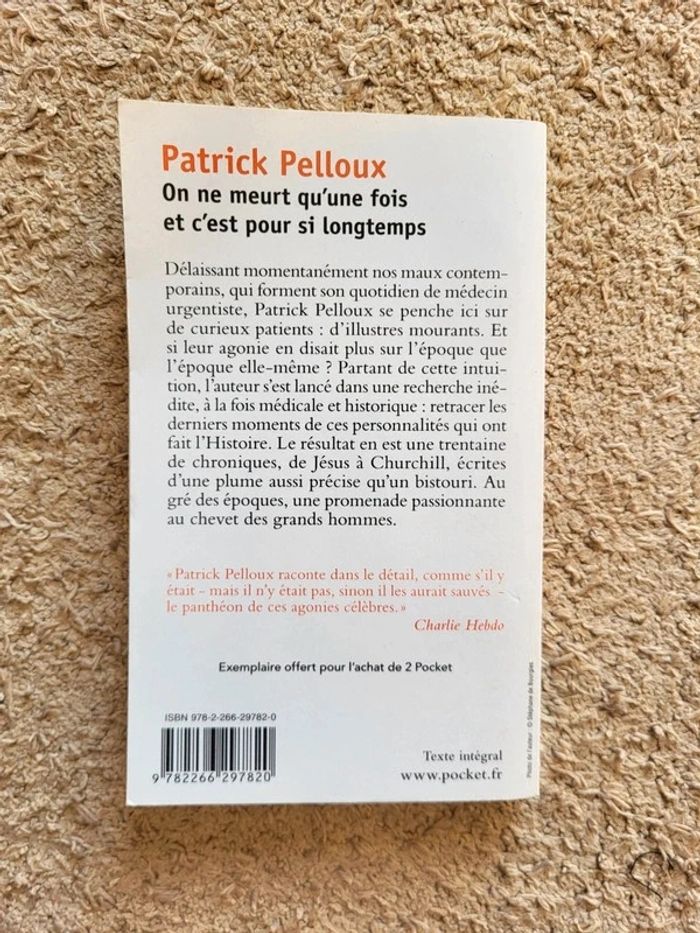 Patrick Pelloux
On ne meurt qu'une fois
et c'est pour si longtemps
Délaissant momentanément nos maux contem-
porains, qui forment son quotidien de médecin
urgentiste, Patrick Pelloux se penche ici sur
de curieux patients : d'illustres mourants. Et
si leur agonie en disait plus sur l'époque que
l'époque elle-même ? Partant de cette intui-
tion, l'auteur s'est lancé dans une recherche iné-
dite, à la fois médicale et historique : retracer les
derniers moments de ces personnalités qui ont
fait l'Histoire. Le résultat en est une trentaine
de chroniques, de Jésus à Churchill, écrites
d'une plume aussi précise qu'un bistouri. Au
gré des époques, une promenade passionnante
au chevet des grands hommes.
« Patrick Pelloux raconte dans le détail, comme s'il y
était – mais il n'y était pas, sinon il les aurait sauvés –
le panthéon de ces agonies célèbres. »
Charlie Hebdo
Exemplaire offert pour l'achat de 2 Pocket
ISBN 978-2-266-29782-0
9 782266 297820
Texte intégral
www.pocket.fr
Photo de l'auteur : © Stéphane de Bourgies